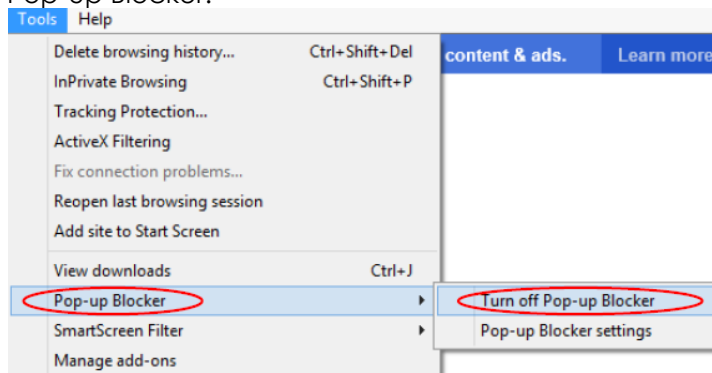 Pop-up Blocker.
Tools Help
Delete browsing history... Ctrl+Shift+Del
content & ads. Learn more
InPrivate Browsing Ctrl+Shift+P
Tracking Protection...
ActiveX Filtering
Fix connection problems...
Reopen last browsing session
Add site to Start Screen
View downloads Ctrl+J
Pop-up Blocker
Turn off Pop-up Blocker
SmartScreen Filter
Pop-up Blocker settings
Manage add-ons